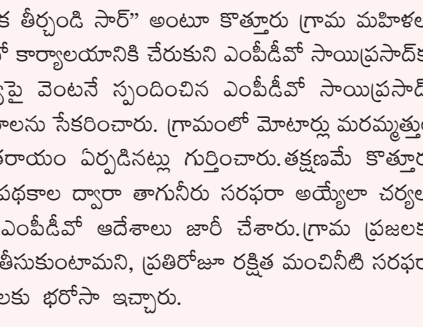 క తీర్చండి సార్” అంటూ కొత్తూరు గ్రామ మహిళల
ో కార్యాలయానికి చేరుకుని ఎంపీడీవో సాయిప్రసాద్‌క
్యపై వెంటనే స్పందించిన ఎంపీడీవో సాయిప్రసాద్
ాలను సేకరించారు. గ్రామంలో మోటార్లు మరమ్మత్తు
తరాయం ఏర్పడినట్లు గుర్తించారు.తక్షణమే కొత్తూర
పథకాల ద్వారా తాగునీరు సరఫరా అయ్యేలా చర్యల
ఎంపీడీవో ఆదేశాలు జారీ చేశారు.గ్రామ ప్రజలక
తీసుకుంటామని, ప్రతిరోజూ రక్షిత మంచినీటి సరఫర
లకు భరోసా ఇచ్చారు.